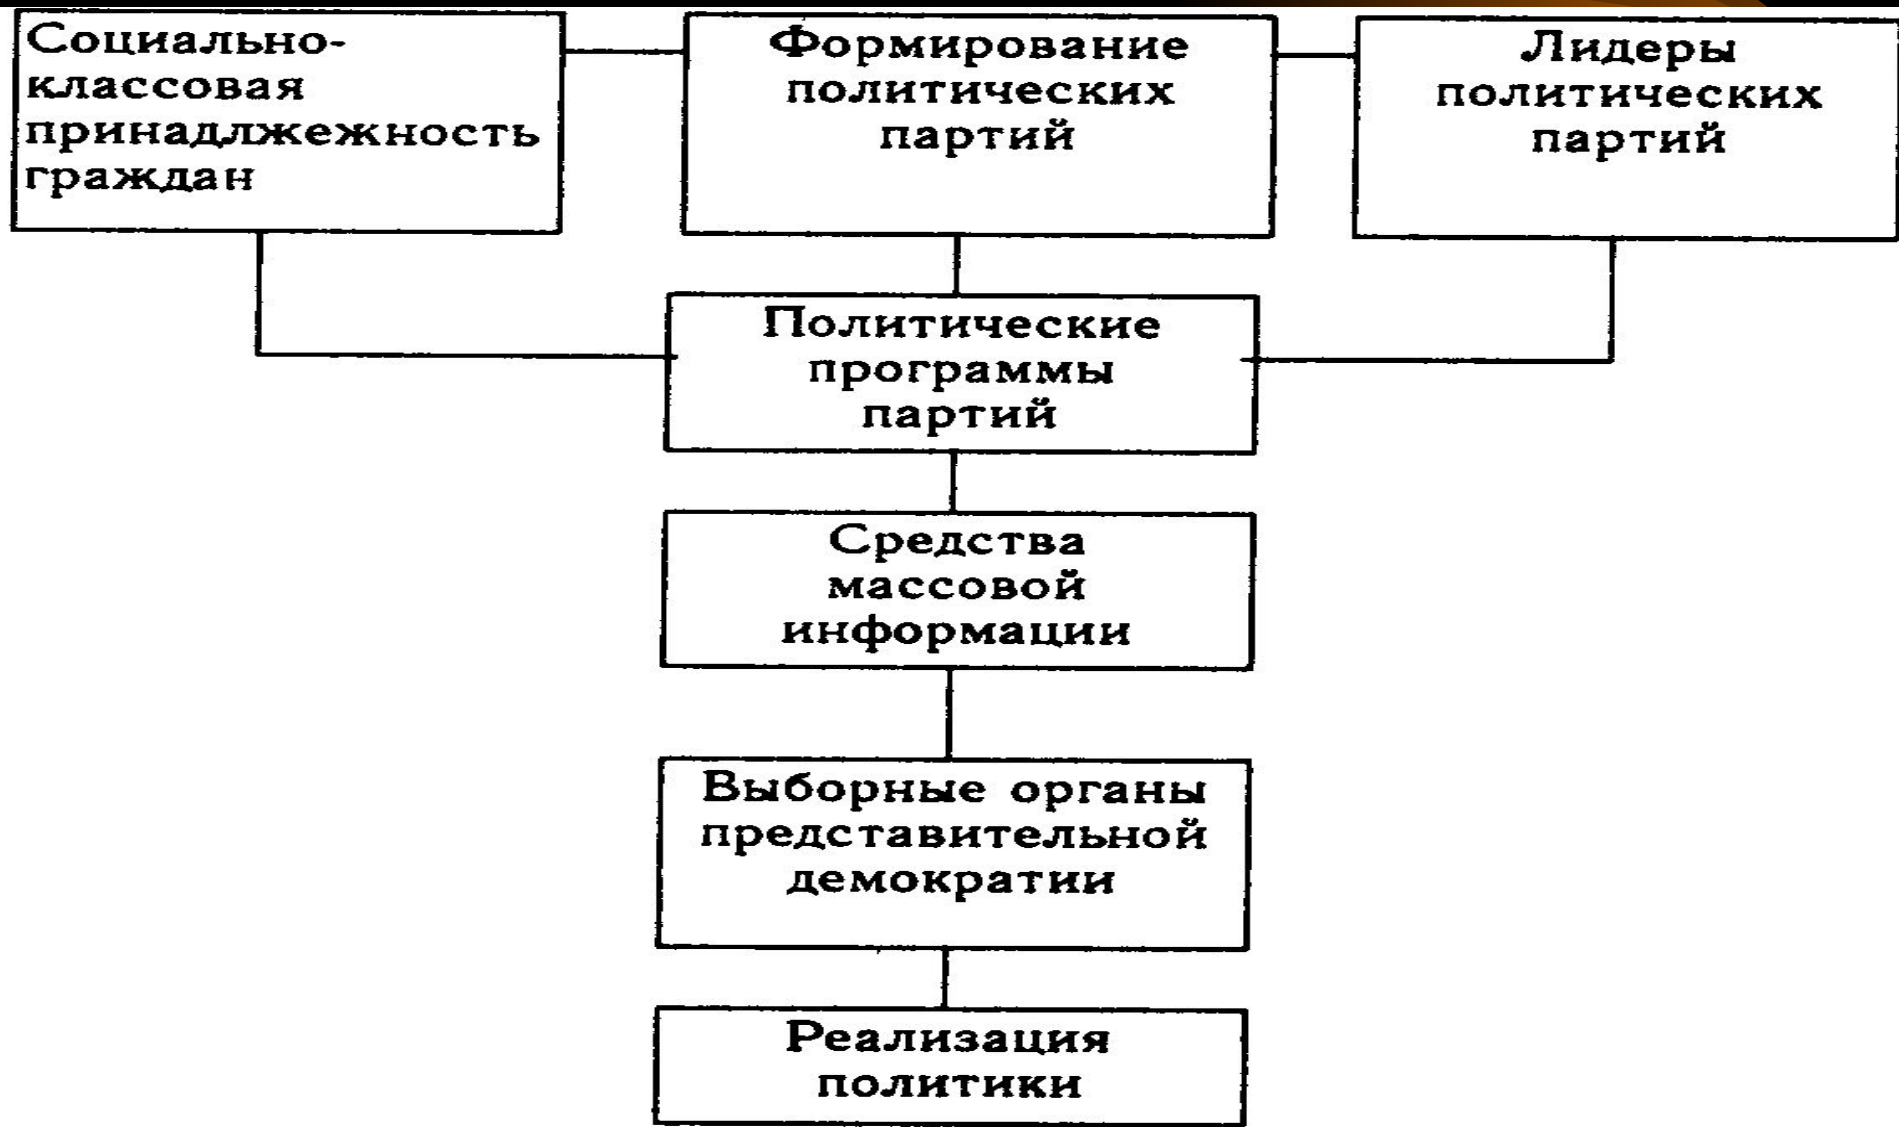 Социально-
классовая
принадлжежность
граждан
Формирование
политических
партий
Лидеры
политических
партий
Политические
программы
партий
Средства
массовой
информации
Выборные органы
представительной
демократии
Реализация
политики